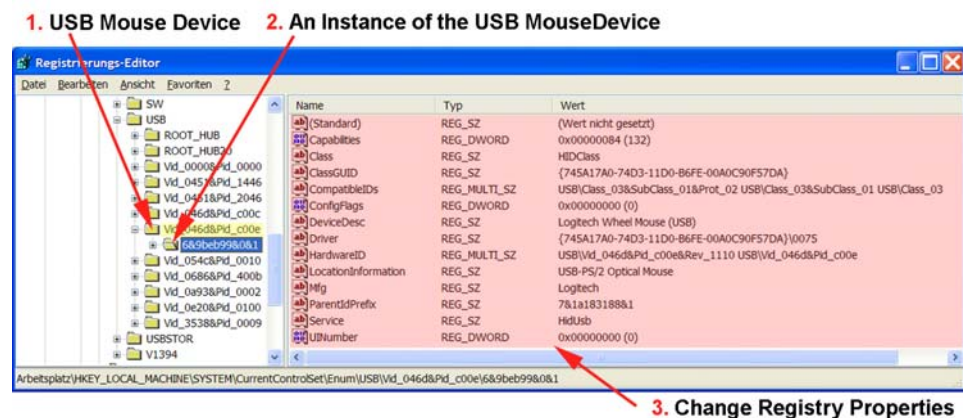 1. USB Mouse Device 2. An Instance of the USB MouseDevice
Registrierungs-Editor
Datei Bearbeiten Ansicht Favoriten ?
SW
USB
ROOT_HUB
ROOT_HUB20
Vid_0000&Pid_0000
Vid_0451&Pid_1446
Vid_0451&Pid_2046
Vid_046d&Pid_c00c
Vid_046d&Pid_c00e
6&9beb99&0&1
Vid_054c&Pid_0010
Vid_0686&Pid_400b
Vid_0a93&Pid_0002
Vid_0e20&Pid_0100
Vid_3538&Pid_0009
USBSTOR
V1394
Name Typ Wert
(Standard) REG_SZ (Wert nicht gesetzt)
Capabilities REG_DWORD 0x00000084 (132)
Class REG_SZ HIDClass
ClassGUID REG_SZ {745A17A0-74D3-11D0-B6FE-00A0C90F57DA}
CompatibleIDs REG_MULTI_SZ USB\Class_03&SubClass_01&Prot_02 USB\Class_03&SubClass_01 USB\Class_03
ConfigFlags REG_DWORD 0x00000000 (0)
DeviceDesc REG_SZ Logitech Wheel Mouse (USB)
Driver REG_SZ {745A17A0-74D3-11D0-B6FE-00A0C90F57DA}\0075
HardwareID REG_MULTI_SZ USB\Vid_046d&Pid_c00e&Rev_1110 USB\Vid_046d&Pid_c00e
LocationInformation REG_SZ USB-PS/2 Optical Mouse
Mfg REG_SZ Logitech
ParentIdPrefix REG_SZ 7&1a183188&1
Service REG_SZ HidUsb
UINumber REG_DWORD 0x00000000 (0)
Arbeitsplatz\HKEY_LOCAL_MACHINE\SYSTEM\CurrentControlSet\Enum\USB\Vid_046d&Pid_c00e\6&9beb99&0&1
3. Change Registry Properties